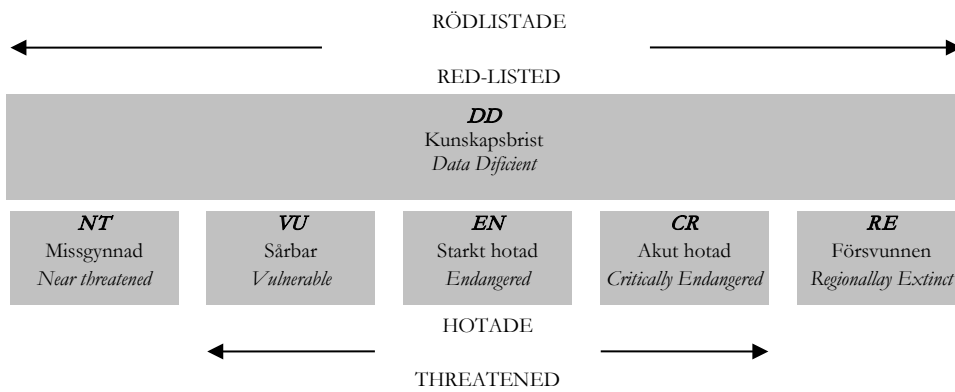 RÖDLISTADE
RED-LISTED
DD
Kunskapsbrist
Data Dificient
NT
Missgynnad
Near threatened
VU
Sårbar
Vulnerable
EN
Starkt hotad
Endangered
CR
Akut hotad
Critically Endangered
RE
Försvunnen
Regionallay Extinct
HOTADE
THREATENED